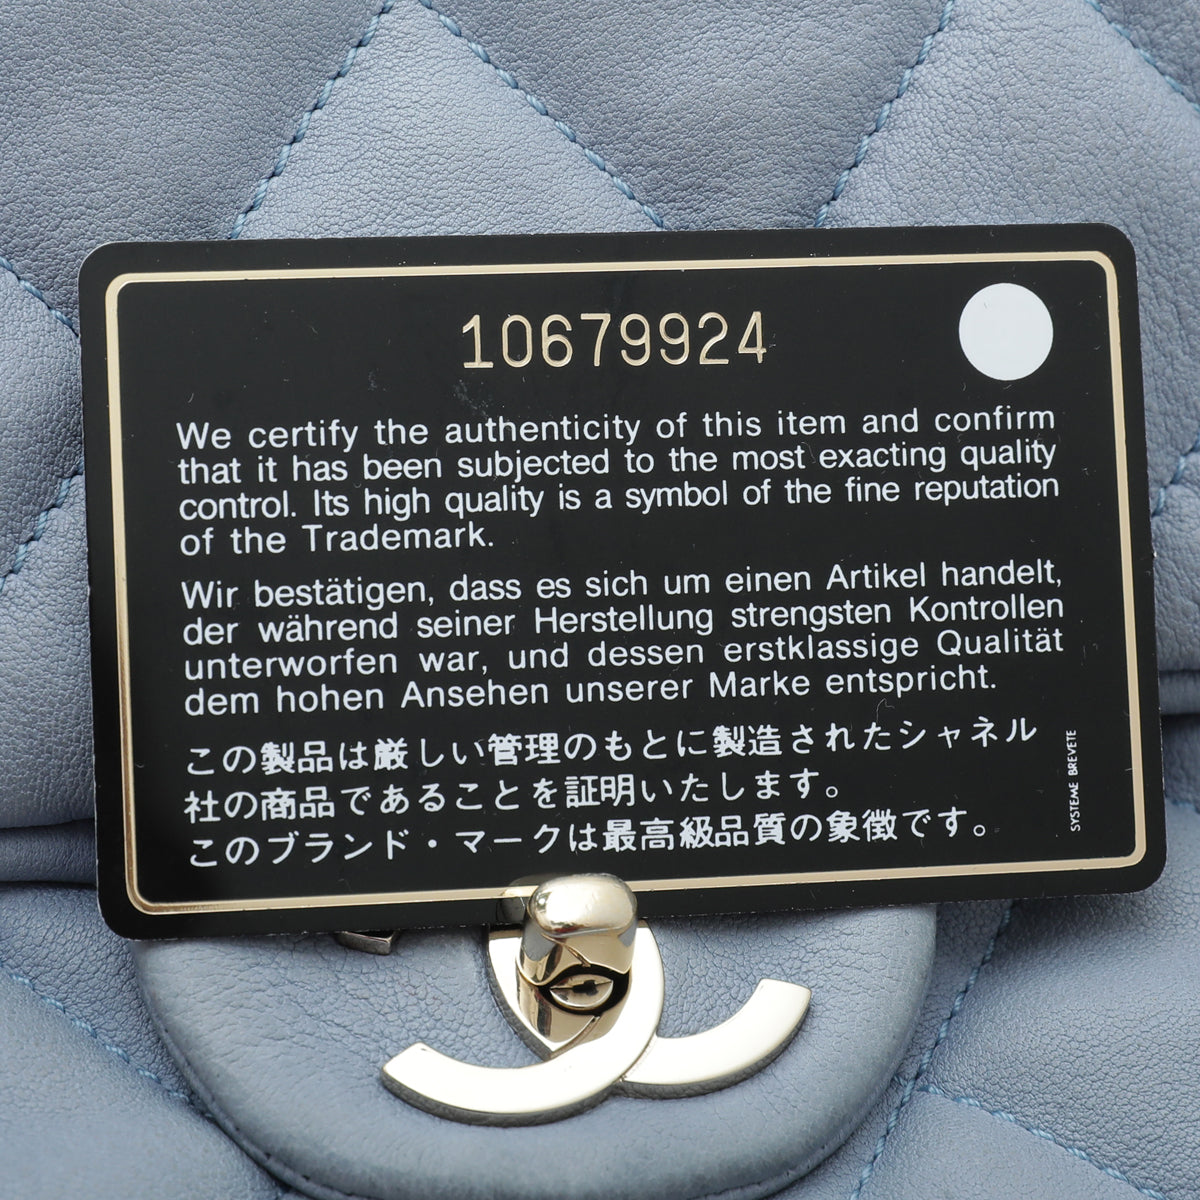 10679924
We certify the authenticity of this item and confirm
that it has been subjected to the most exacting quality
control. Its high quality is a symbol of the fine reputation
of the Trademark.
Wir bestätigen, dass es sich um einen Artikel handelt,
der während seiner Herstellung strengsten Kontrollen
unterworfen war, und dessen erstklassige Qualität
dem hohen Ansehen unserer Marke entspricht.
この製品は厳しい管理のもとに製造されたシャネル
社の商品であることを証明いたします。
このブランド・マークは最高級品質の象徴です。
SYSTEME BREVETE